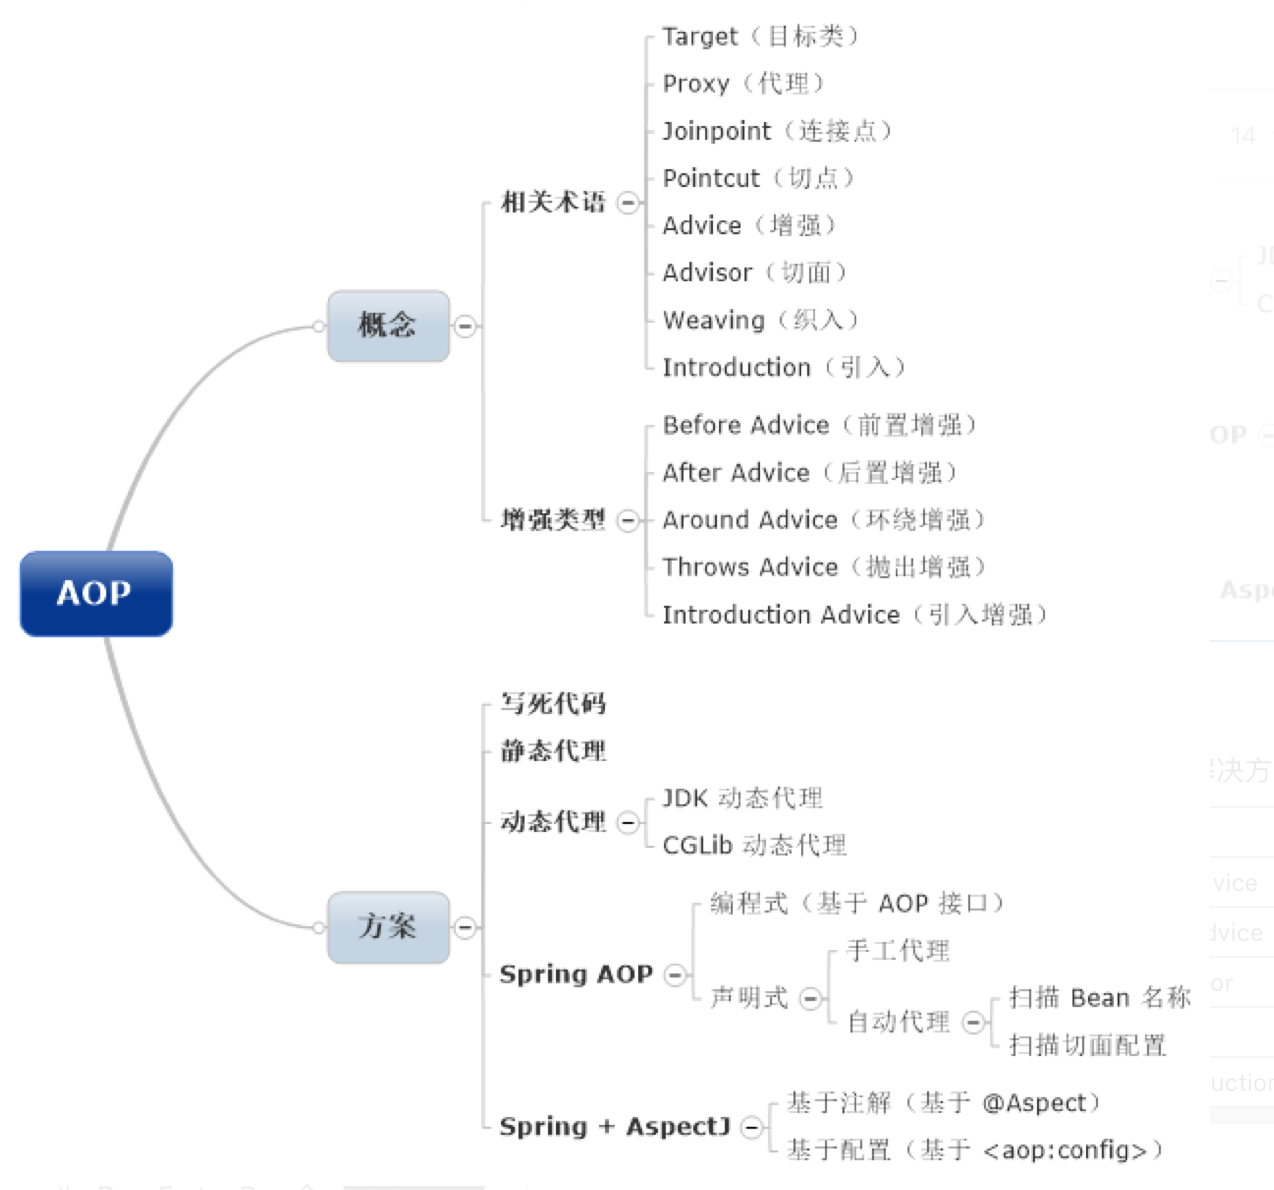 AOP
概念
相关术语
Target（目标类）
Proxy（代理）
Joinpoint（连接点）
Pointcut（切点）
Advice（增强）
Advisor（切面）
Weaving（织入）
Introduction（引入）
增强类型
Before Advice（前置增强）
After Advice（后置增强）
Around Advice（环绕增强）
Throws Advice（抛出增强）
Introduction Advice（引入增强）
方案
写死代码
静态代理
动态代理
JDK 动态代理
CGLib 动态代理
Spring AOP
编程式（基于 AOP 接口）
声明式
手工代理
自动代理
扫描 Bean 名称
扫描切面配置
Spring + AspectJ
基于注解（基于 @Aspect）
基于配置（基于 <aop:config>）
14
OP
Asp
决方
vice
dvice
or
uction